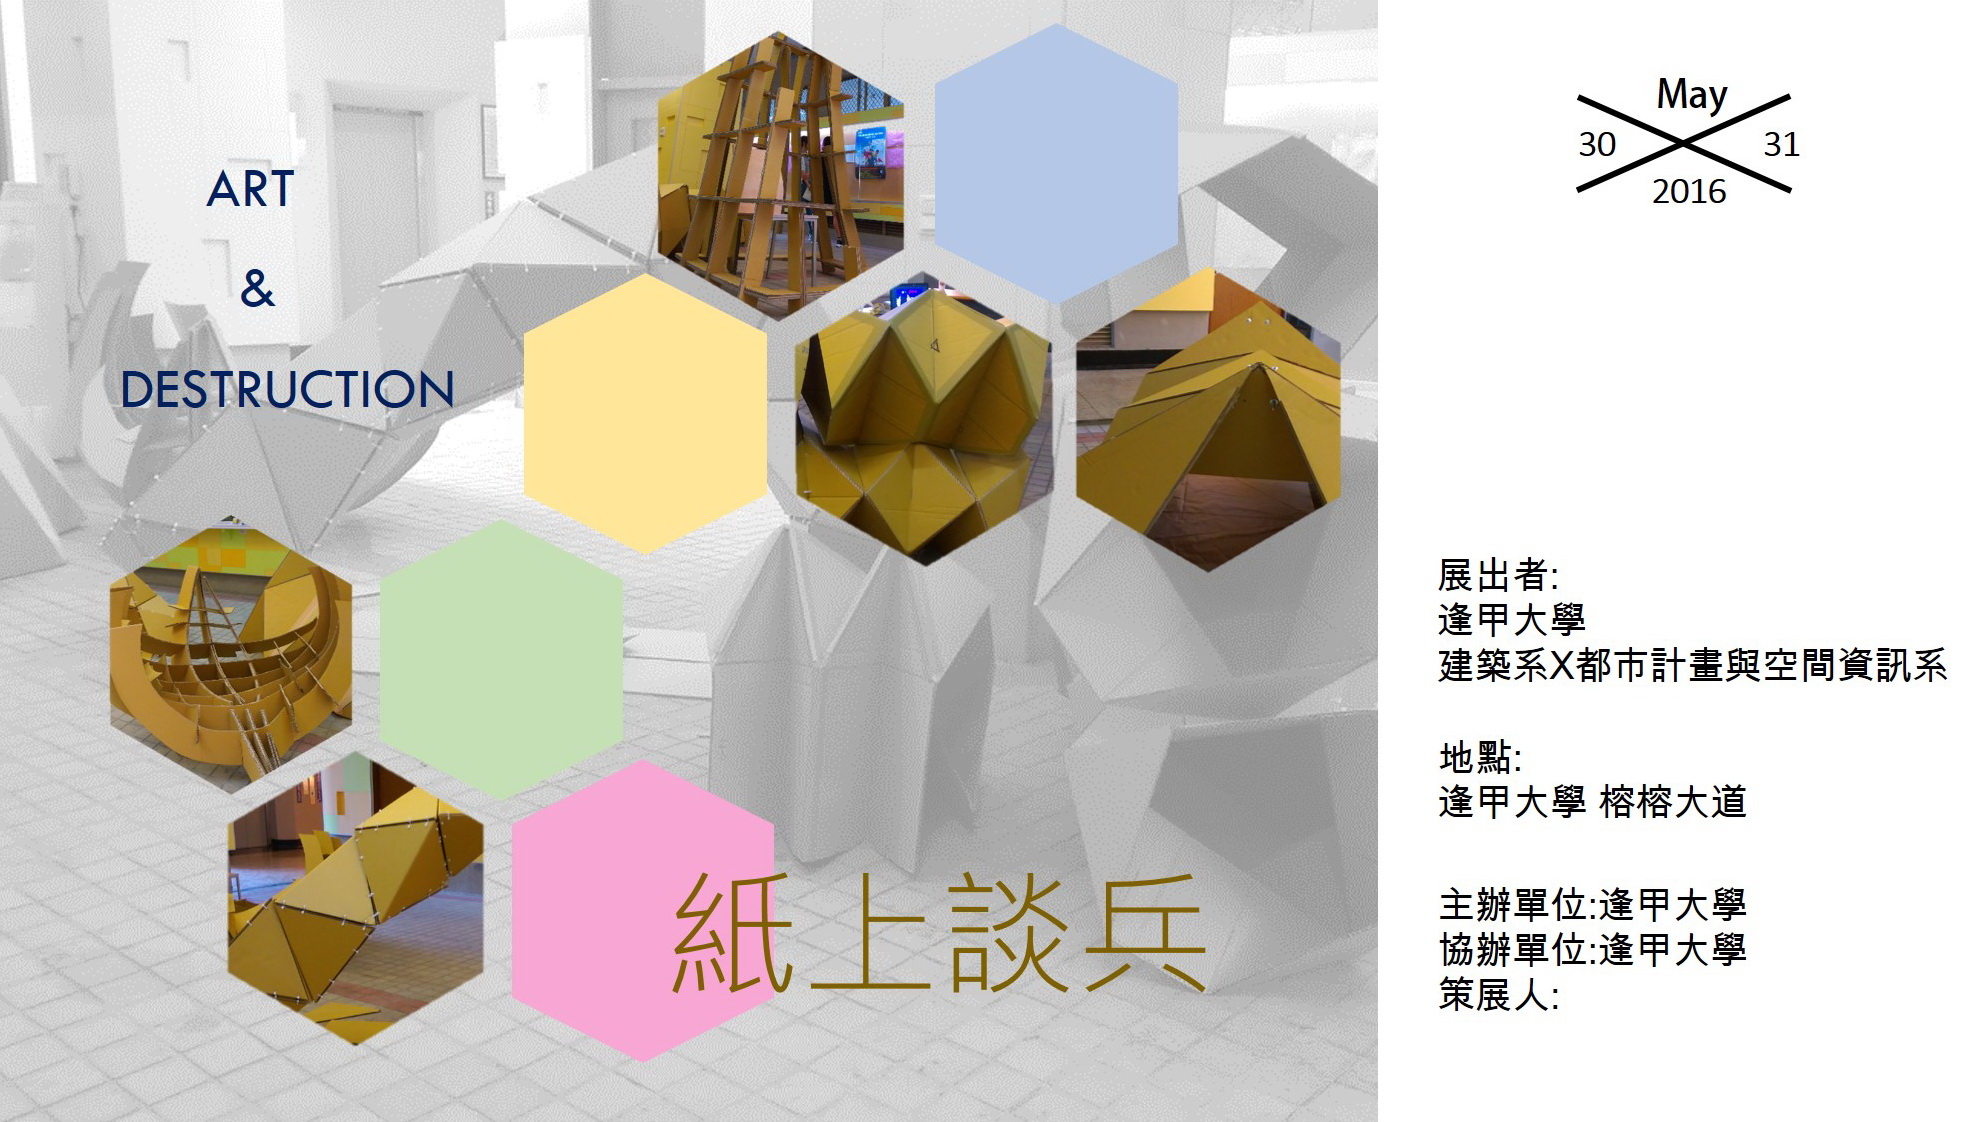 ART
&
DESTRUCTION
紙上談兵
May
30
31
2016
展出者:
逢甲大學
建築系X都市計畫與空間資訊系
地點:
逢甲大學 榕榕大道
主辦單位:逢甲大學
協辦單位:逢甲大學
策展人: